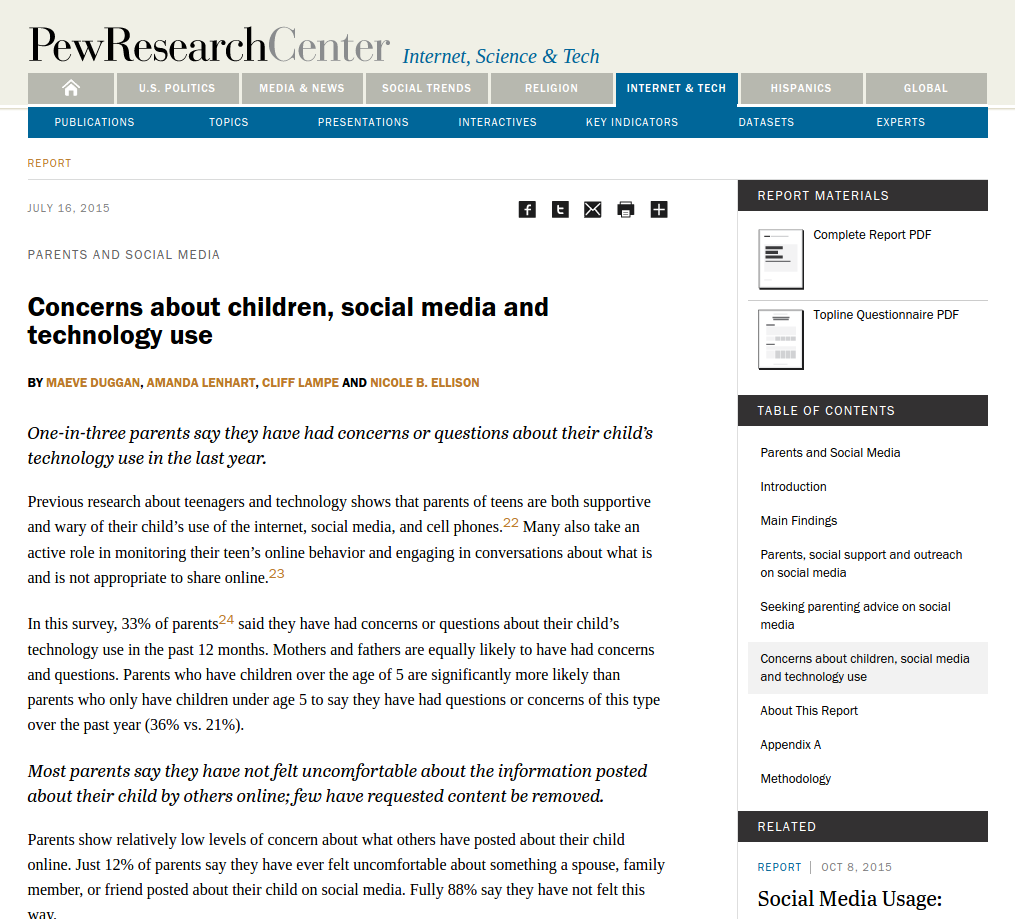 PewResearchCenter Internet, Science & Tech
U.S. POLITICS MEDIA & NEWS SOCIAL TRENDS RELIGION INTERNET & TECH HISPANICS GLOBAL
PUBLICATIONS TOPICS PRESENTATIONS INTERACTIVES KEY INDICATORS DATASETS EXPERTS
REPORT
JULY 16, 2015
PARENTS AND SOCIAL MEDIA
Concerns about children, social media and
technology use
BY MAEVE DUGGAN, AMANDA LENHART, CLIFF LAMPE AND NICOLE B. ELLISON
One-in-three parents say they have had concerns or questions about their child’s
technology use in the last year.
Previous research about teenagers and technology shows that parents of teens are both supportive
and wary of their child’s use of the internet, social media, and cell phones.22 Many also take an
active role in monitoring their teen’s online behavior and engaging in conversations about what is
and is not appropriate to share online.23
In this survey, 33% of parents24 said they have had concerns or questions about their child’s
technology use in the past 12 months. Mothers and fathers are equally likely to have had concerns
and questions. Parents who have children over the age of 5 are significantly more likely than
parents who only have children under age 5 to say they have had questions or concerns of this type
over the past year (36% vs. 21%).
Most parents say they have not felt uncomfortable about the information posted
about their child by others online; few have requested content be removed.
Parents show relatively low levels of concern about what others have posted about their child
online. Just 12% of parents say they have ever felt uncomfortable about something a spouse, family
member, or friend posted about their child on social media. Fully 88% say they have not felt this
way.
REPORT MATERIALS
Complete Report PDF
Topline Questionnaire PDF
TABLE OF CONTENTS
Parents and Social Media
Introduction
Main Findings
Parents, social support and outreach
on social media
Seeking parenting advice on social
media
Concerns about children, social media
and technology use
About This Report
Appendix A
Methodology
RELATED
REPORT | OCT 8, 2015
Social Media Usage: